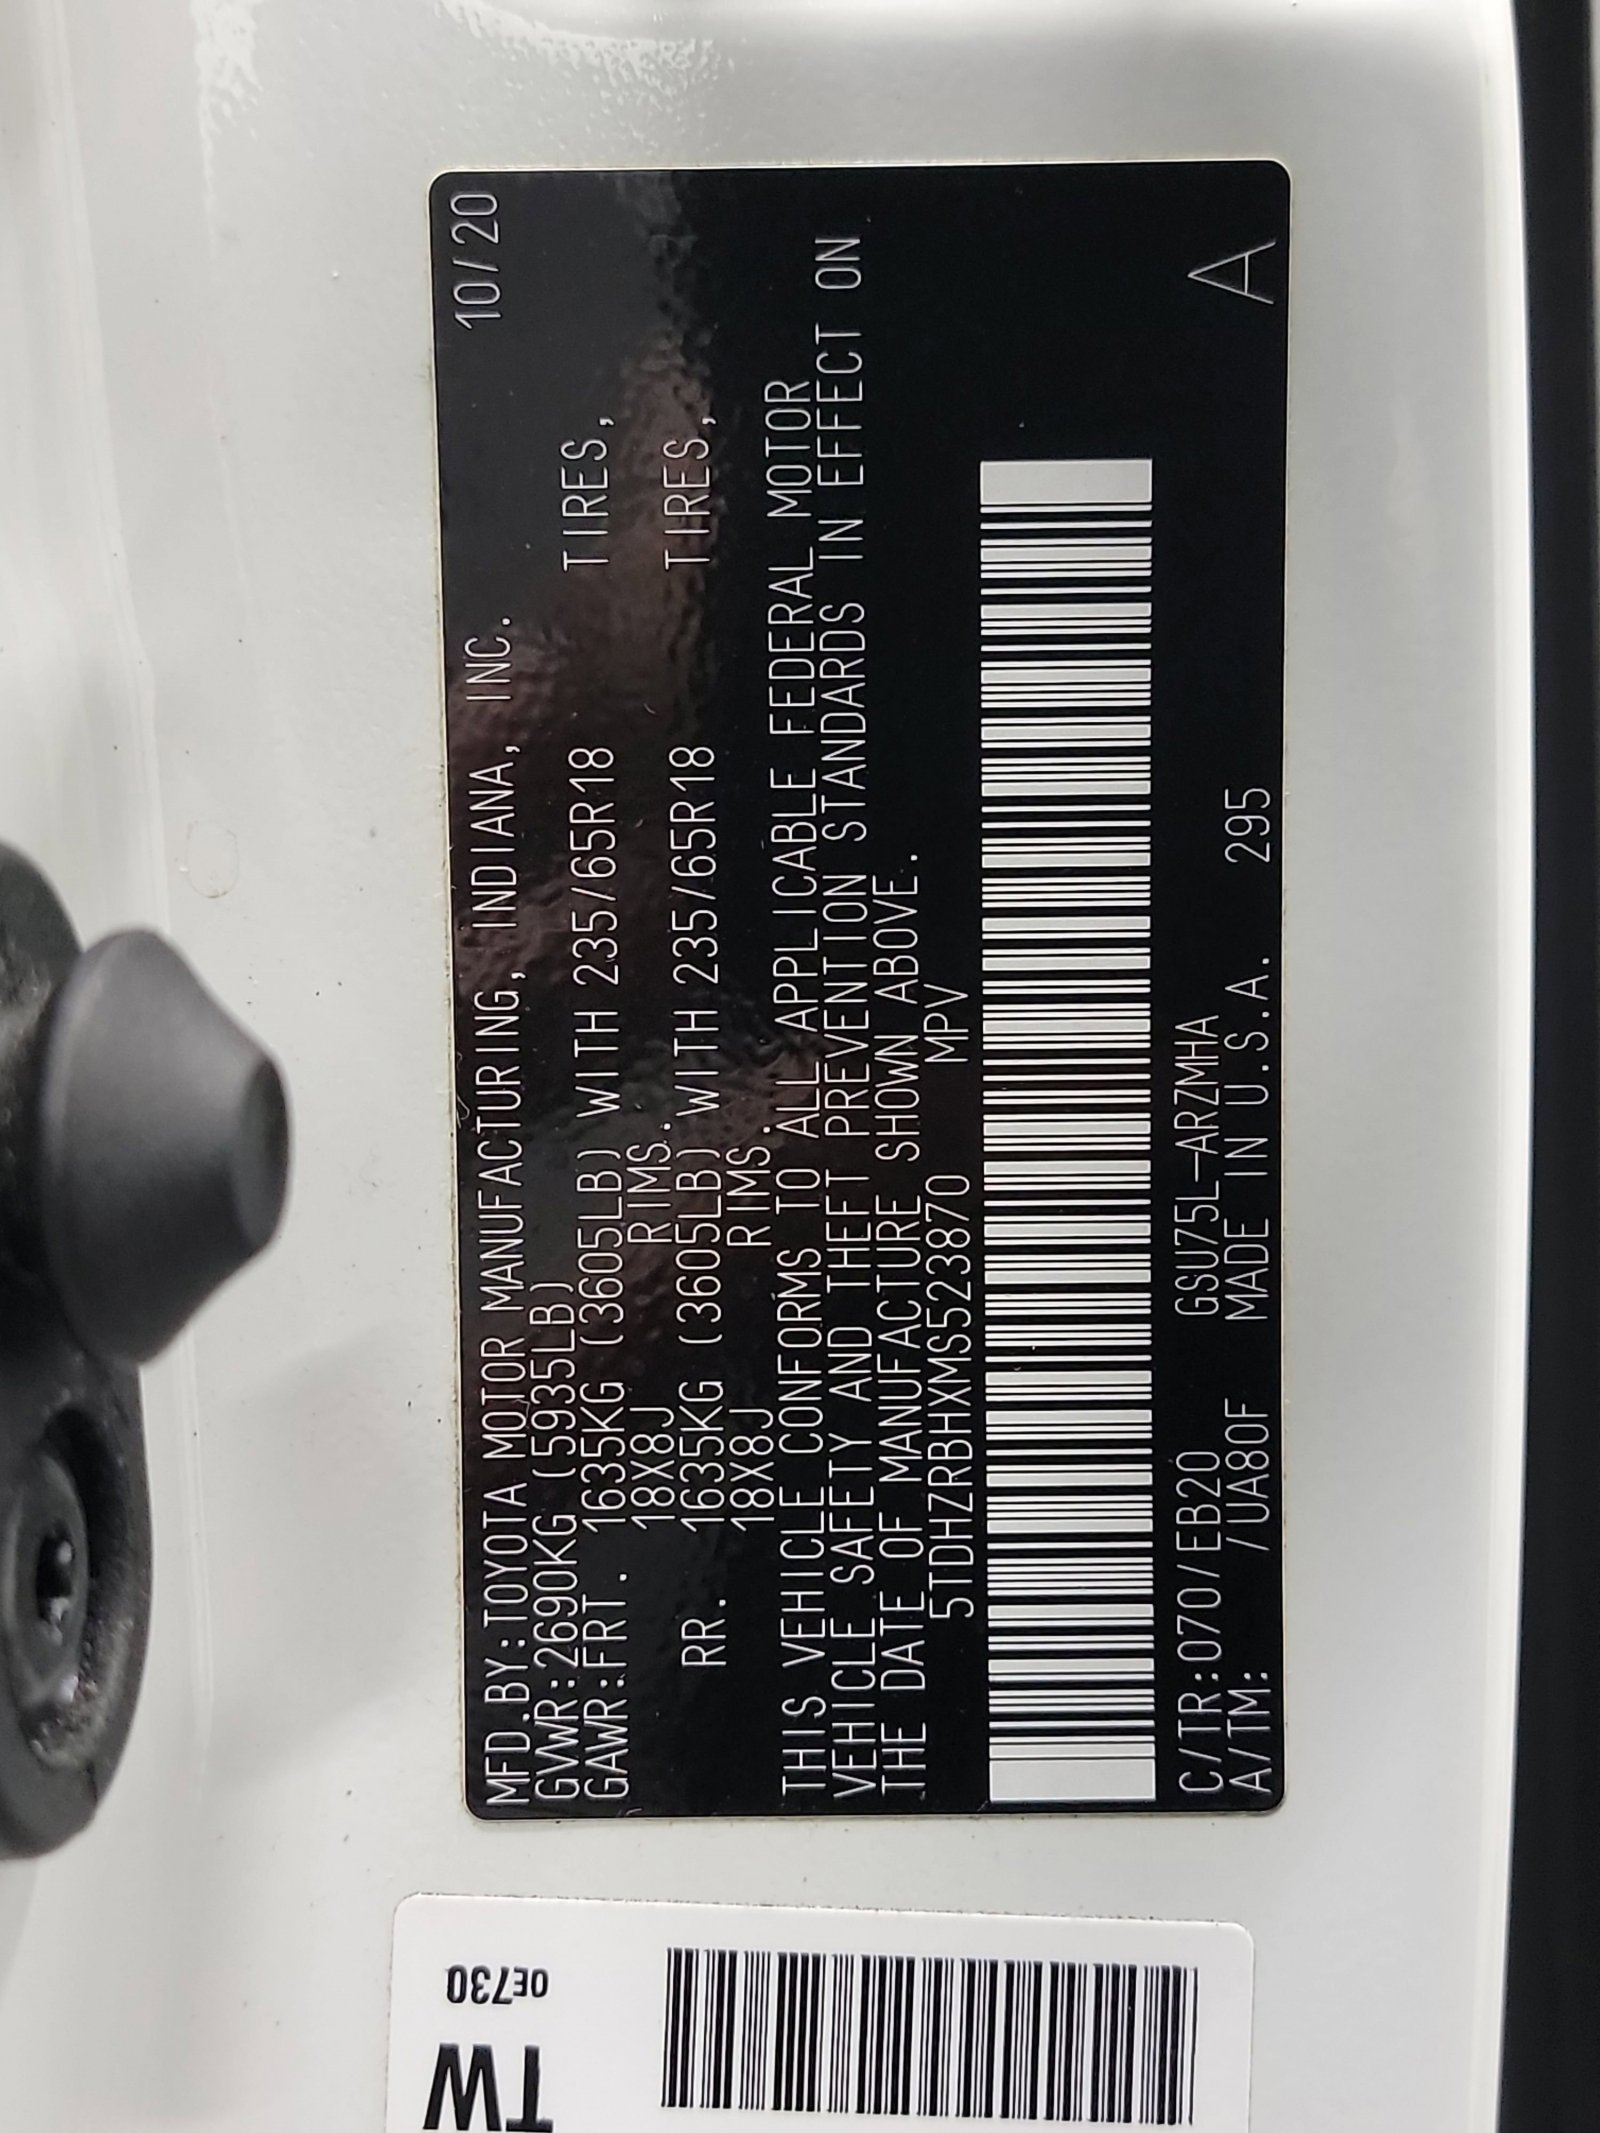 10/20
MFD.BY:TOYOTA MOTOR MANUFACTURING, INDIANA, INC.
GVWR:2690KG(5935LB)
GAWR:FRT. 1635KG (3605LB) WITH 235/65R18 TIRES,
18X8J RIMS.
RR. 1635KG (3605LB) WITH 235/65R18 TIRES,
18X8J RIMS.
THIS VEHICLE CONFORMS TO ALL APPLICABLE FEDERAL MOTOR
VEHICLE SAFETY AND THEFT PREVENTION STANDARDS IN EFFECT ON
THE DATE OF MANUFACTURE SHOWN ABOVE.
5TDHZRBHXMS523870 MPV
C/TR:070/EB20 GSU75L-ARZMHA
A/TM: /UA80F MADE IN U.S.A. 295 A
0E730
TW